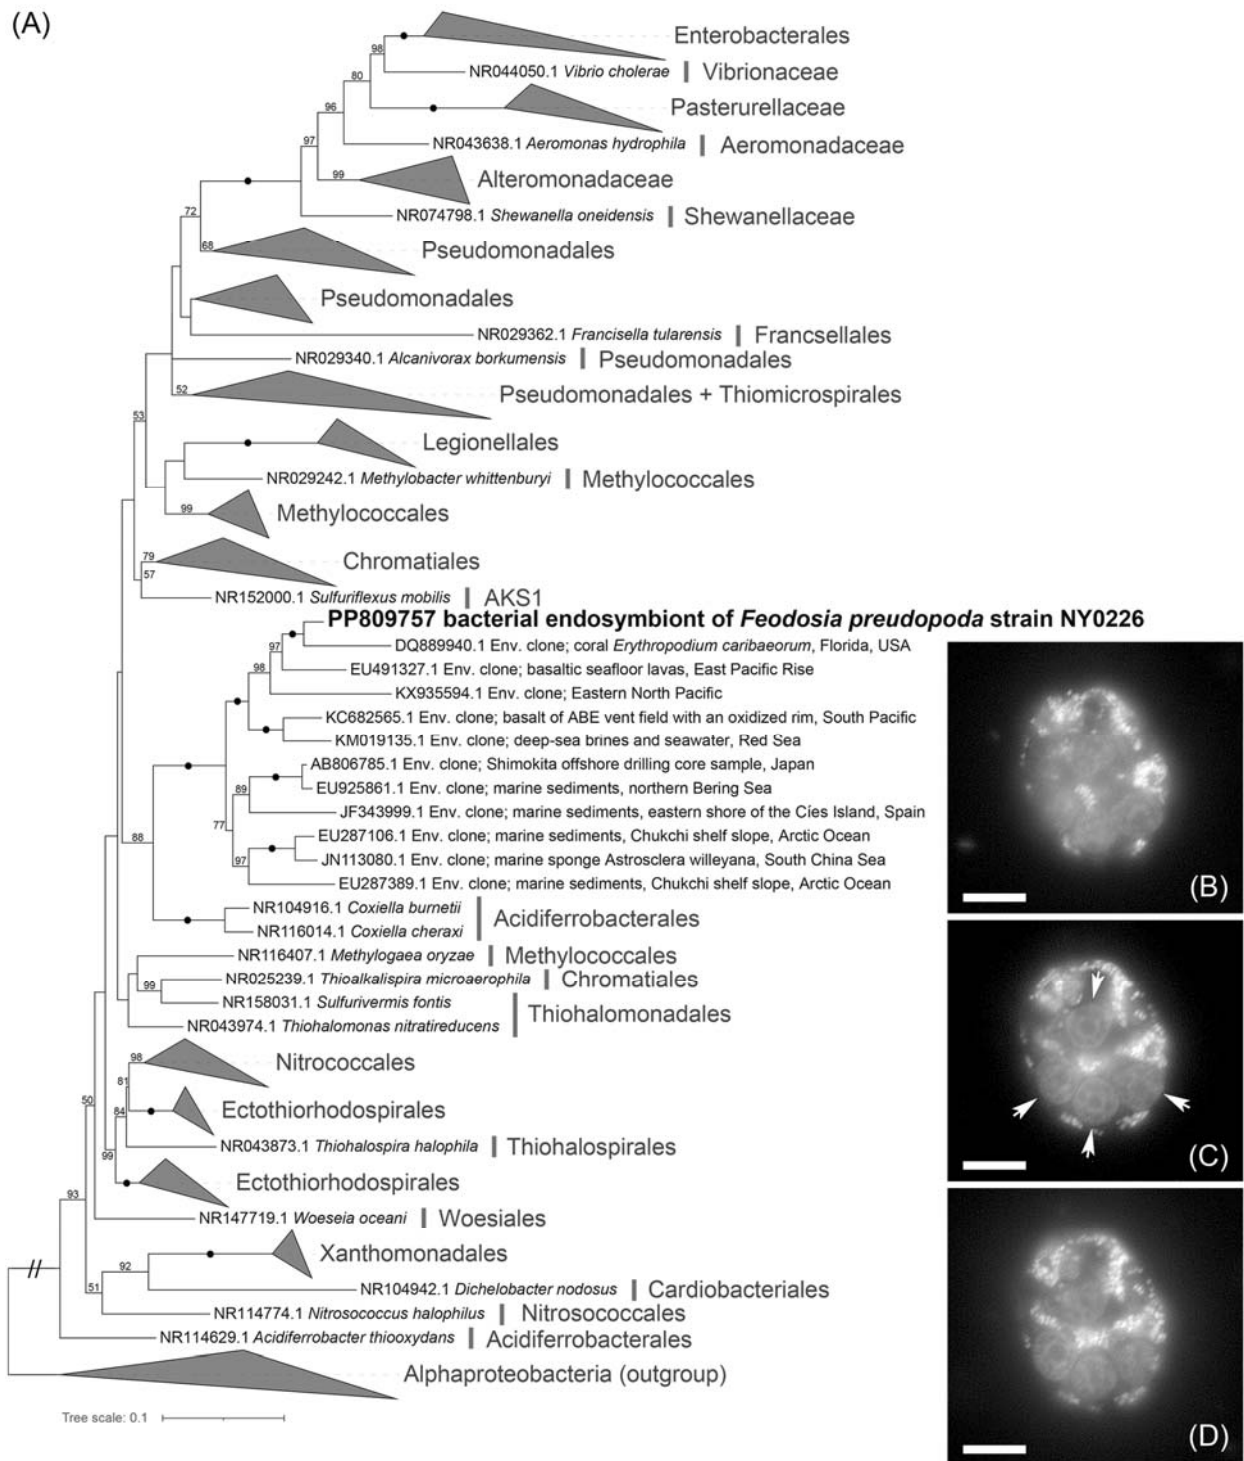 (A)
Enterobacterales
98
NR044050.1 Vibrio cholerae Vibrionaceae
80
Pasterurellaceae
96
NR043638.1 Aeromonas hydrophila Aeromonadaceae
97
99 Alteromonadaceae
NR074798.1 Shewanella oneidensis Shewanellaceae
72
68 Pseudomonadales
Pseudomonadales
NR029362.1 Francisella tularensis Francsellales
NR029340.1 Alcanivorax borkumensis Pseudomonadales
52 Pseudomonadales + Thiomicrospirales
53
Legionellales
NR029242.1 Methylobacter whittenburyi Methylococcales
99 Methylococcales
79 Chromatiales
57
NR152000.1 Sulfuriflexus mobilis AKS1
PP809757 bacterial endosymbiont of Feodosia preudopoda strain NY0226
97 DQ889940.1 Env. clone; coral Erythropodium caribaeorum, Florida, USA
98 EU491327.1 Env. clone; basaltic seafloor lavas, East Pacific Rise
KX935594.1 Env. clone; Eastern North Pacific
KC682565.1 Env. clone; basalt of ABE vent field with an oxidized rim, South Pacific
KM019135.1 Env. clone; deep-sea brines and seawater, Red Sea
AB806785.1 Env. clone; Shimokita offshore drilling core sample, Japan
89 EU925861.1 Env. clone; marine sediments, northern Bering Sea
JF343999.1 Env. clone; marine sediments, eastern shore of the Cíes Island, Spain
77
88 EU287106.1 Env. clone; marine sediments, Chukchi shelf slope, Arctic Ocean
97 JN113080.1 Env. clone; marine sponge Astrosclera willeyana, South China Sea
EU287389.1 Env. clone; marine sediments, Chukchi shelf slope, Arctic Ocean
(B)
NR104916.1 Coxiella burnetii
Acidiferrobacterales
NR116014.1 Coxiella cheraxi
NR116407.1 Methylogaea oryzae Methylococcales
NR025239.1 Thioalkalispira microaerophila Chromatiales
99
NR158031.1 Sulfurivermis fontis
Thiohalomonadales
NR043974.1 Thiohalomonas nitratireducens
98 Nitrococcales
81
50 Ectothiorhodospirales
84
NR043873.1 Thiohalospira halophila Thiohalospirales
99
(C)
Ectothiorhodospirales
93
NR147719.1 Woeseia oceani Woesiales
Xanthomonadales
92
51 NR104942.1 Dichelobacter nodosus Cardiobacteriales
NR114774.1 Nitrosococcus halophilus Nitrosococcales
NR114629.1 Acidiferrobacter thiooxydans Acidiferrobacterales
Alphaproteobacteria (outgroup)
Tree scale: 0.1
(D)